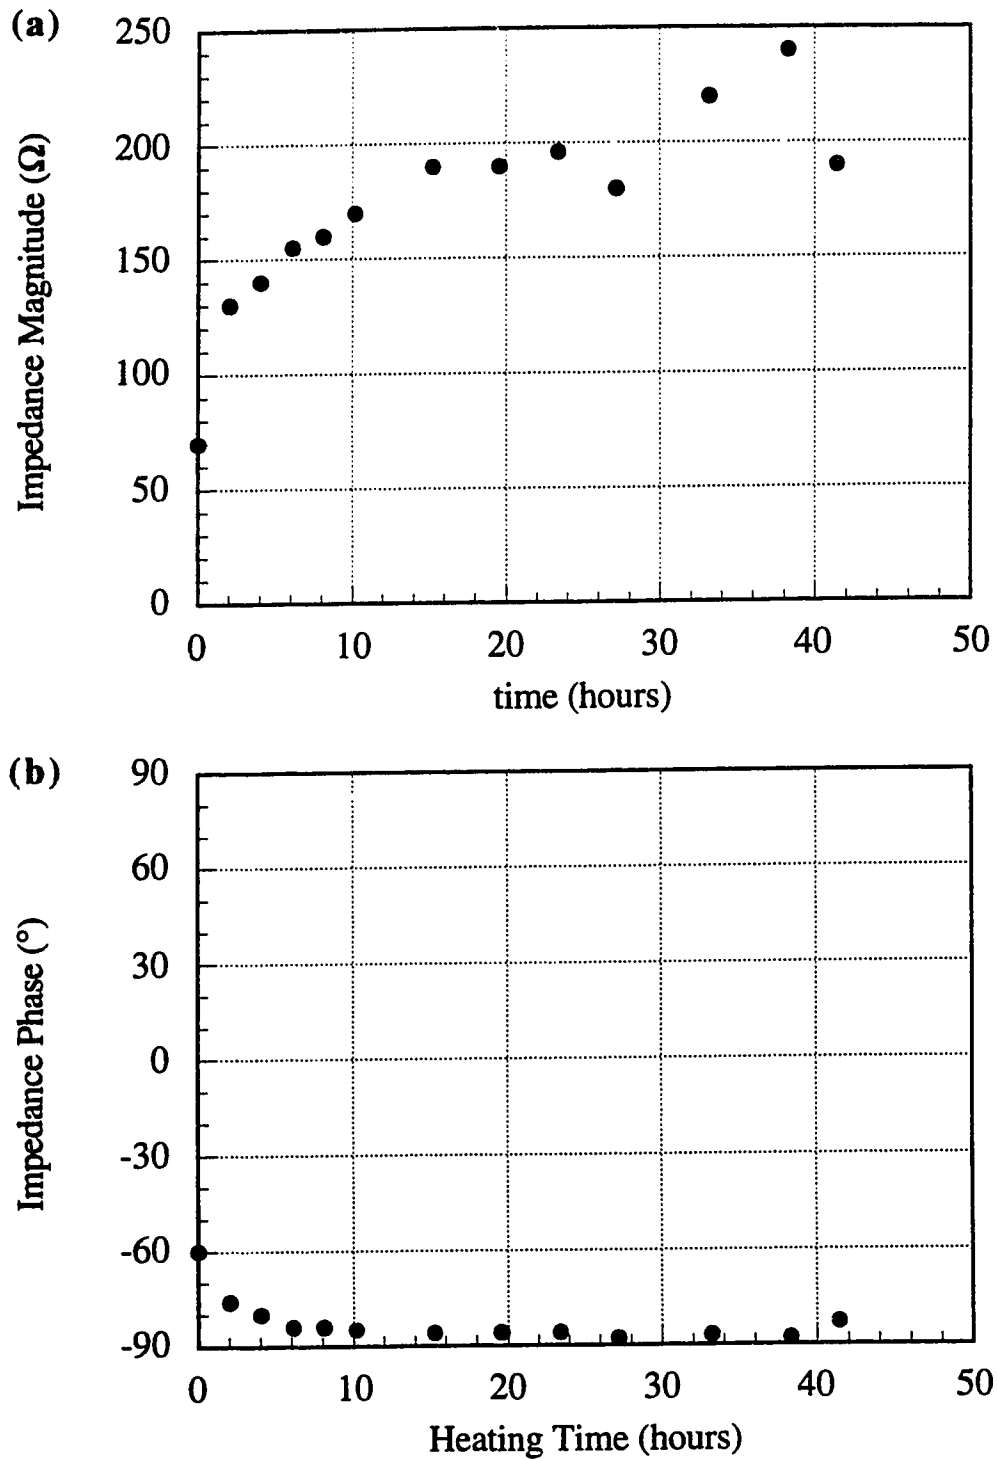 (a)
Impedance Magnitude (Ω)
250
200
150
100
50
0
0 10 20 30 40 50
time (hours)
(b)
Impedance Phase (°)
90
60
30
0
-30
-60
-90
0 10 20 30 40 50
Heating Time (hours)